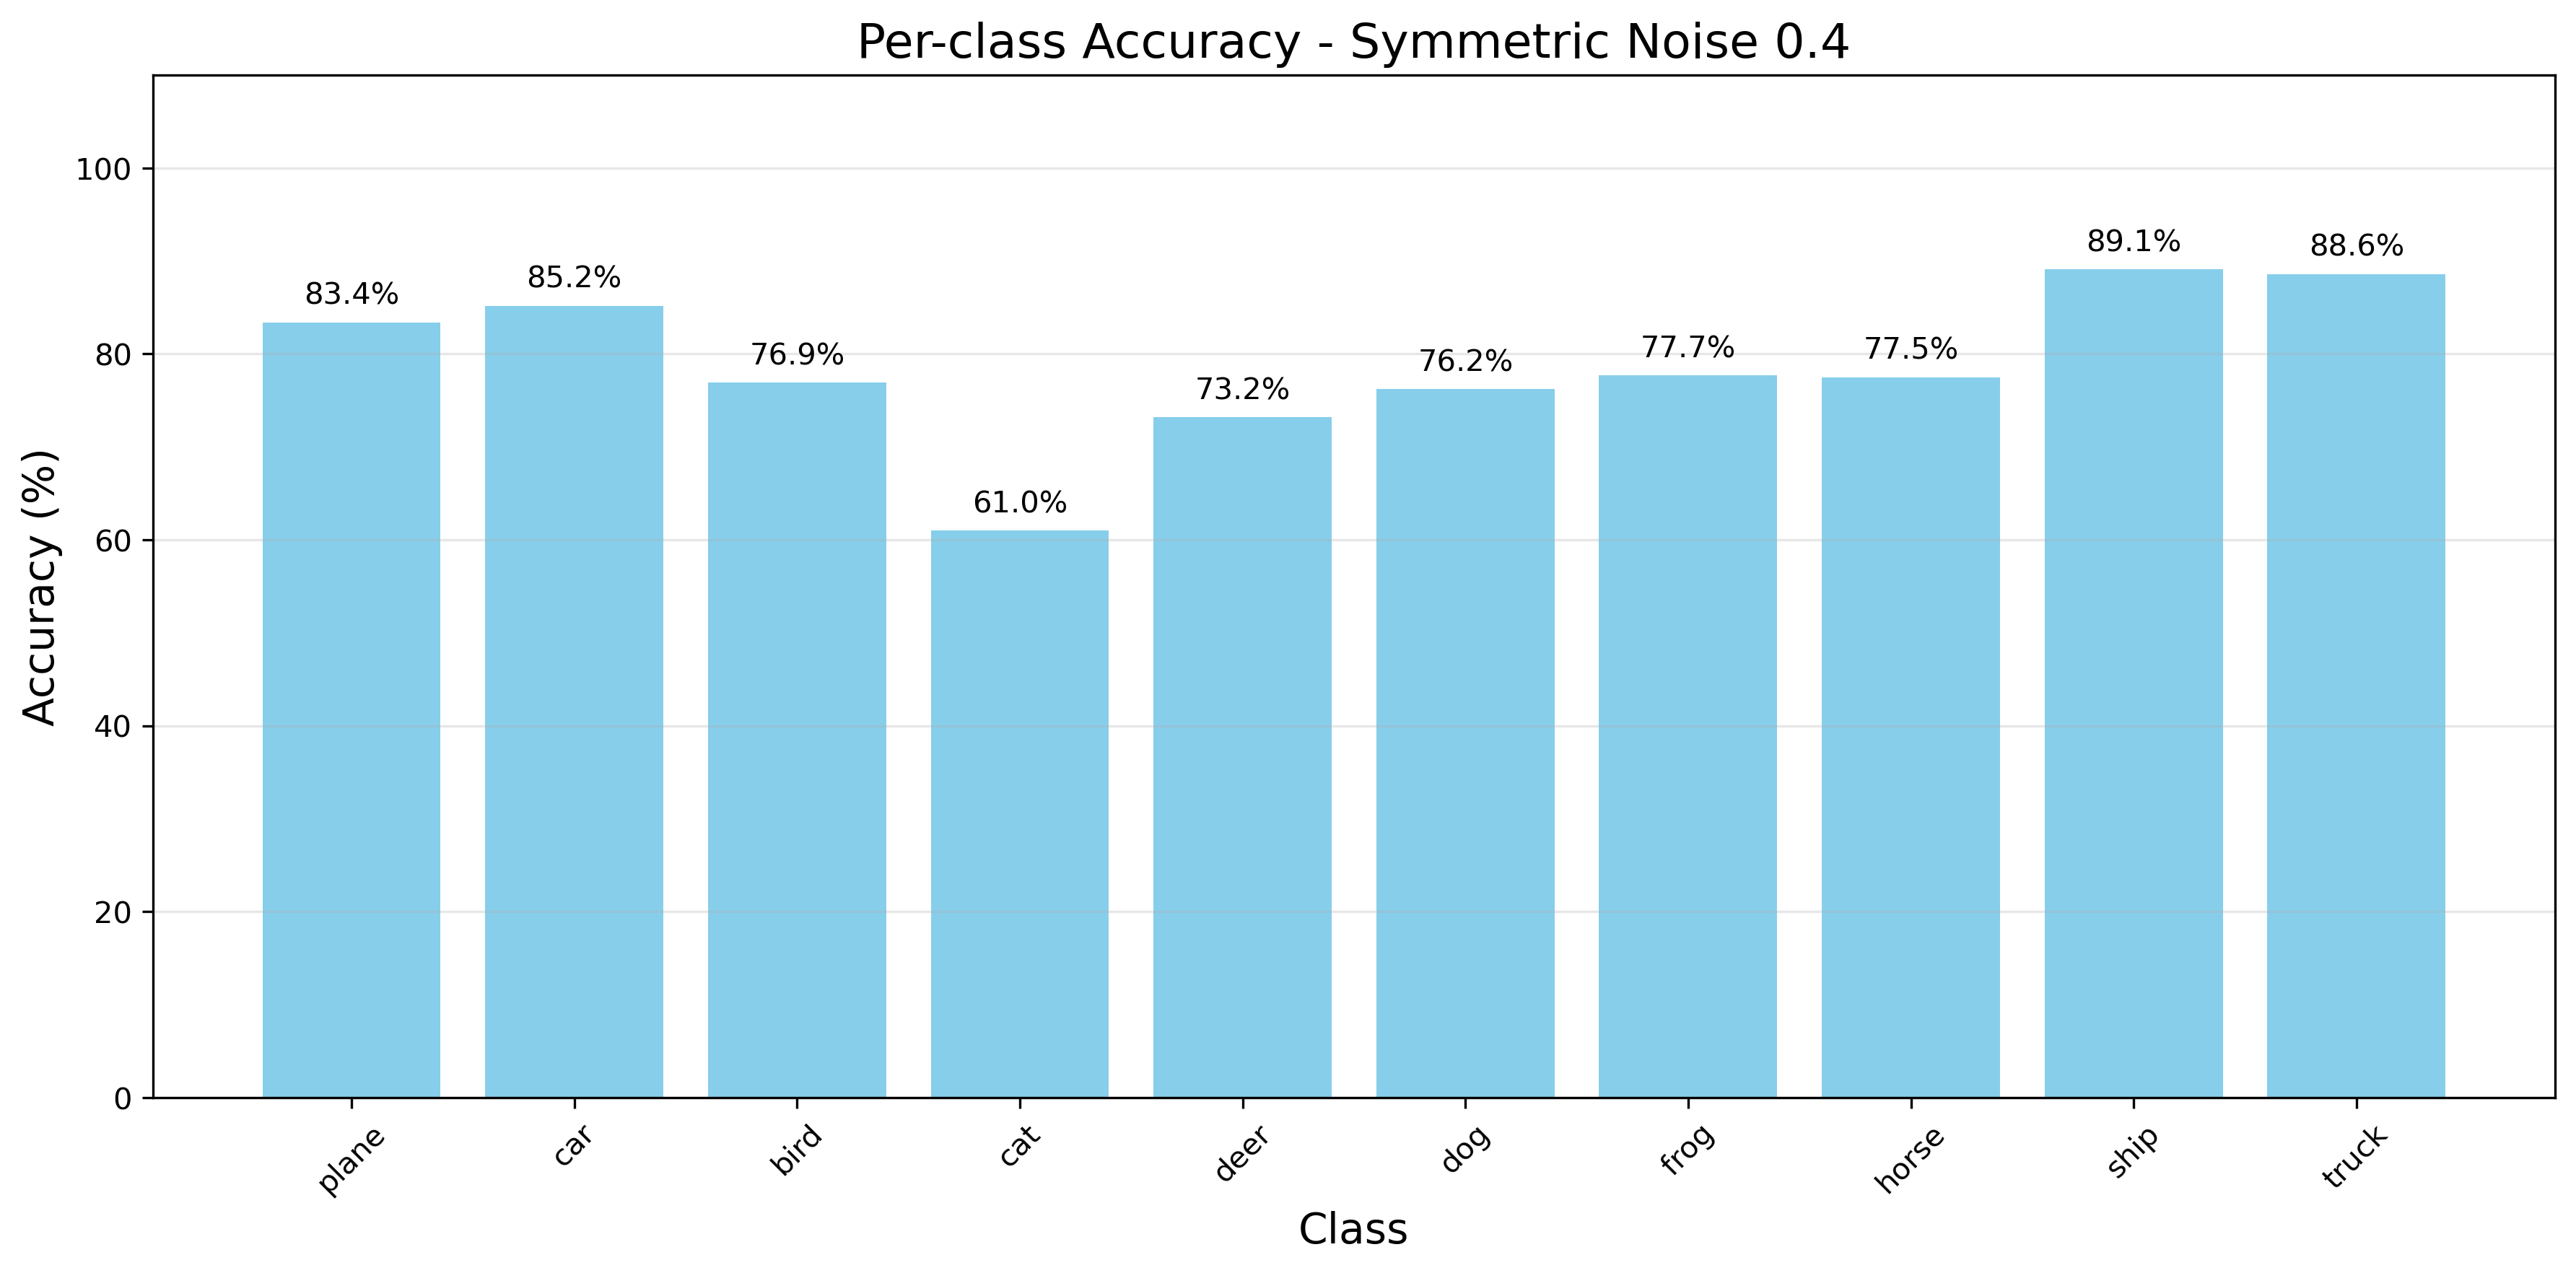 Per-class Accuracy - Symmetric Noise 0.4
Accuracy (%)
100
80
60
40
20
0
83.4%
85.2%
76.9%
61.0%
73.2%
76.2%
77.7%
77.5%
89.1%
88.6%
plane
car
bird
cat
deer
dog
frog
horse
ship
truck
Class